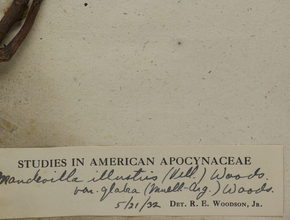 STUDIES IN AMERICAN APOCYNACEAE
Mandevilla illustris (Vell.) Woods.
var. glabra (Muell-Arg.) Woods.
5/21/32 DET. R. E. WOODSON, JR.